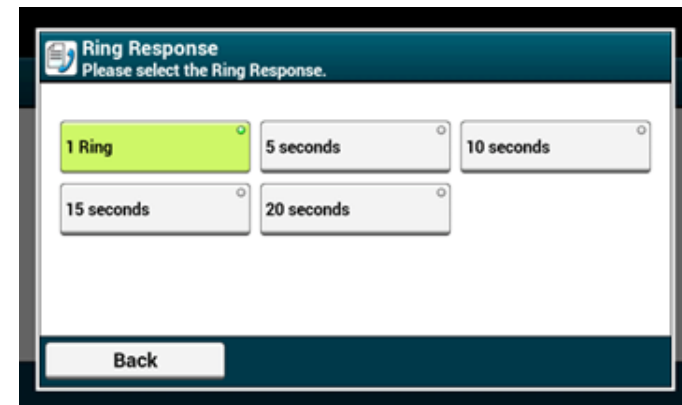 Ring Response
Please select the Ring Response.
1 Ring
5 seconds
10 seconds
15 seconds
20 seconds
Back